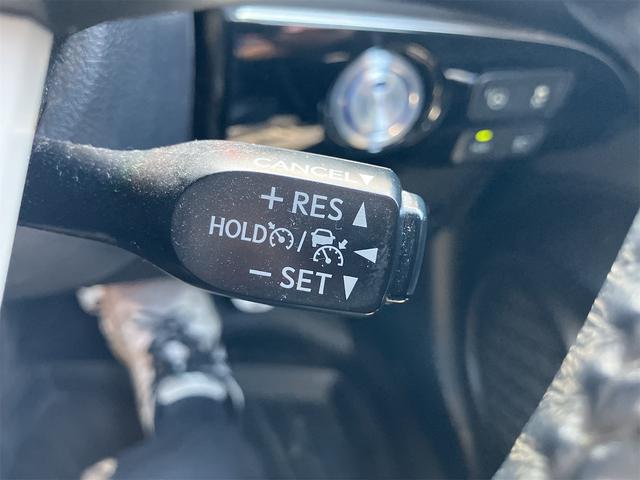 CANCEL▼
+ RES ▲
HOLD / ◀
− SET ▼